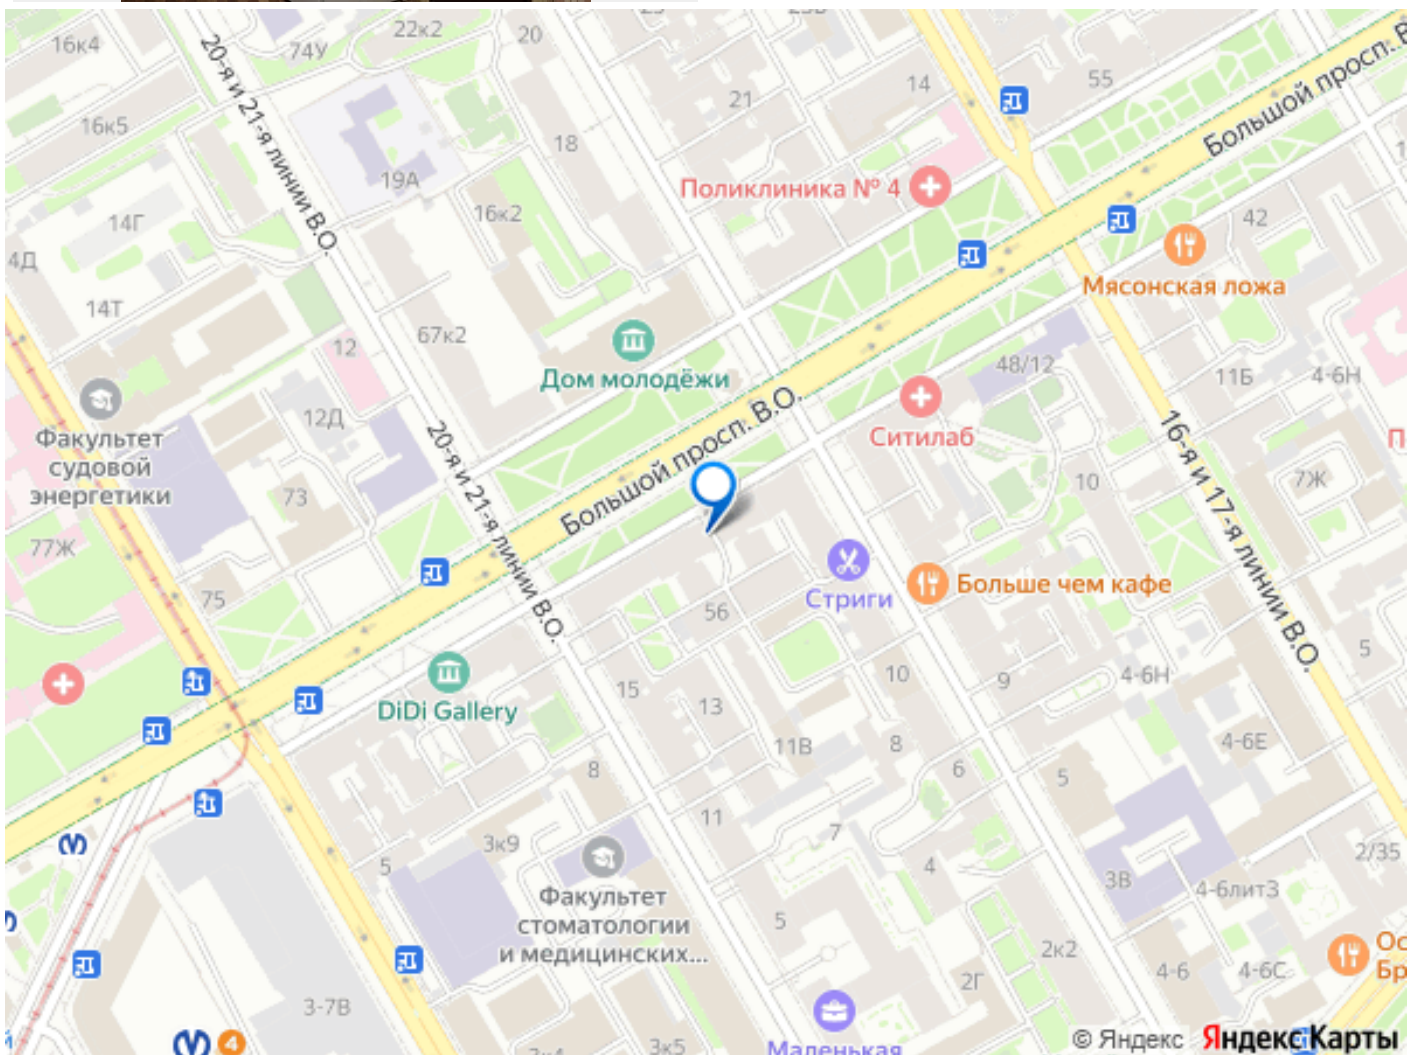 22к2
20
16к4
74У
20-я и 21-я линии В.О.
14
55
Большой просп. В
21
16к5
18
19А
Поликлиника № 4
16к2
14Г
42
4Д
Мясонская ложа
14Т
67к2
12
Дом молодёжи
48/12
11Б
4-6Н
12Д
Ситилаб
Факультет
судовой
энергетики
20-я и 21-я линии В.О.
Большой просп. В.О.
16-я и 17-я линии В.О.
П
73
10
7Ж
77Ж
75
Стриги
Больше чем кафе
56
5
DiDi Gallery
15
13
10
9
4-6Н
11В
8
4-6Е
8
6
5
11
7
3к9
5
4
2/35
3В
4-6литЗ
Факультет
стоматологии
и медицинских...
5
2к2
Ос
Бр
4-6
4-6С
2Г
3-7В
4
3к5
Маленькая
й
© Яндекс Яндекс Карты